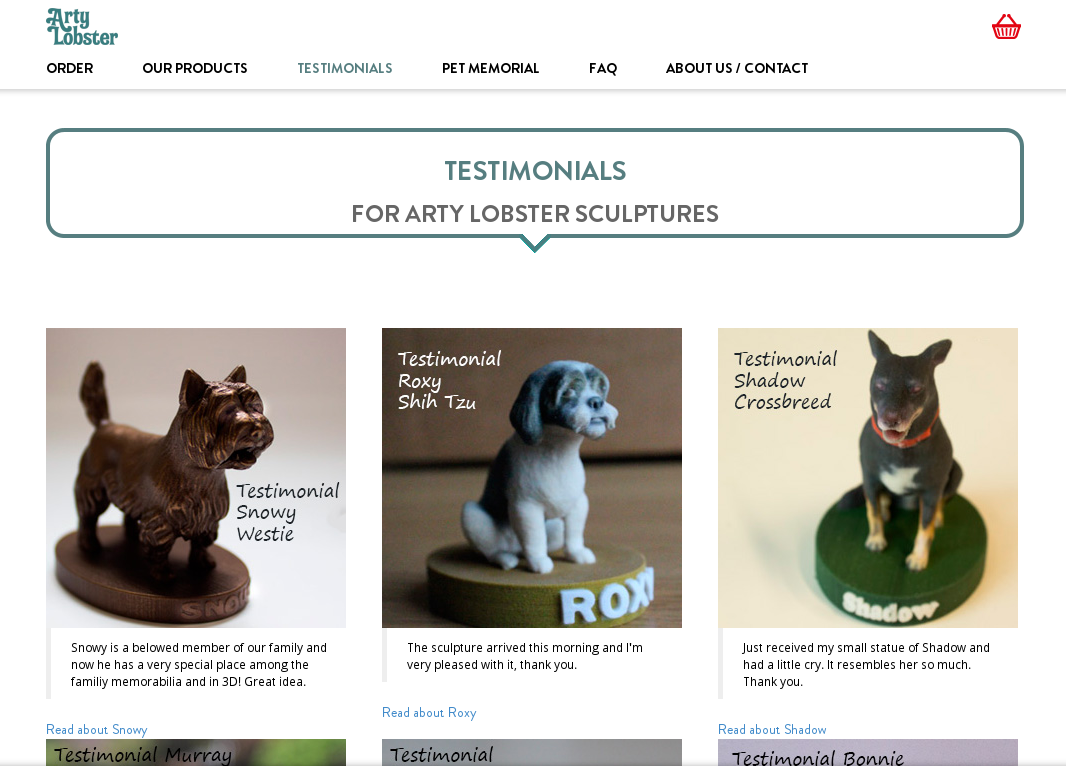 Arty
Lobster
ORDER
OUR PRODUCTS
TESTIMONIALS
PET MEMORIAL
FAQ
ABOUT US / CONTACT
TESTIMONIALS
FOR ARTY LOBSTER SCULPTURES
Testimonial
Snowy
Westie
Testimonial
Roxy
Shih Tzu
ROXY
Testimonial
Shadow
Crossbreed
Shadow
Snowy is a belowed member of our family and
now he has a very special place among the
familiy memorabilia and in 3D! Great idea.
Read about Snowy
The sculpture arrived this morning and I'm
very pleased with it, thank you.
Read about Roxy
Just received my small statue of Shadow and
had a little cry. It resembles her so much.
Thank you.
Read about Shadow
Testimonial Murray
Testimonial
Testimonial Bonnie